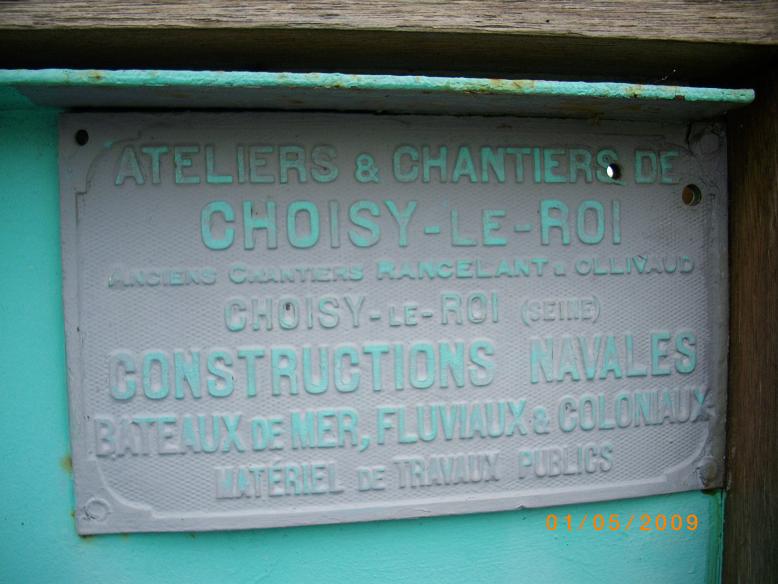 ATELIERS & CHANTIERS DE
CHOISY-LE-ROI
ANCIENS CHANTIERS RANCELANT & OLLIVAUD
CHOISY-LE-ROI (SEINE)
CONSTRUCTIONS NAVALES
BATEAUX DE MER, FLUVIAUX & COLONIAUX
MATÉRIEL DE TRAVAUX PUBLICS
01/05/2009